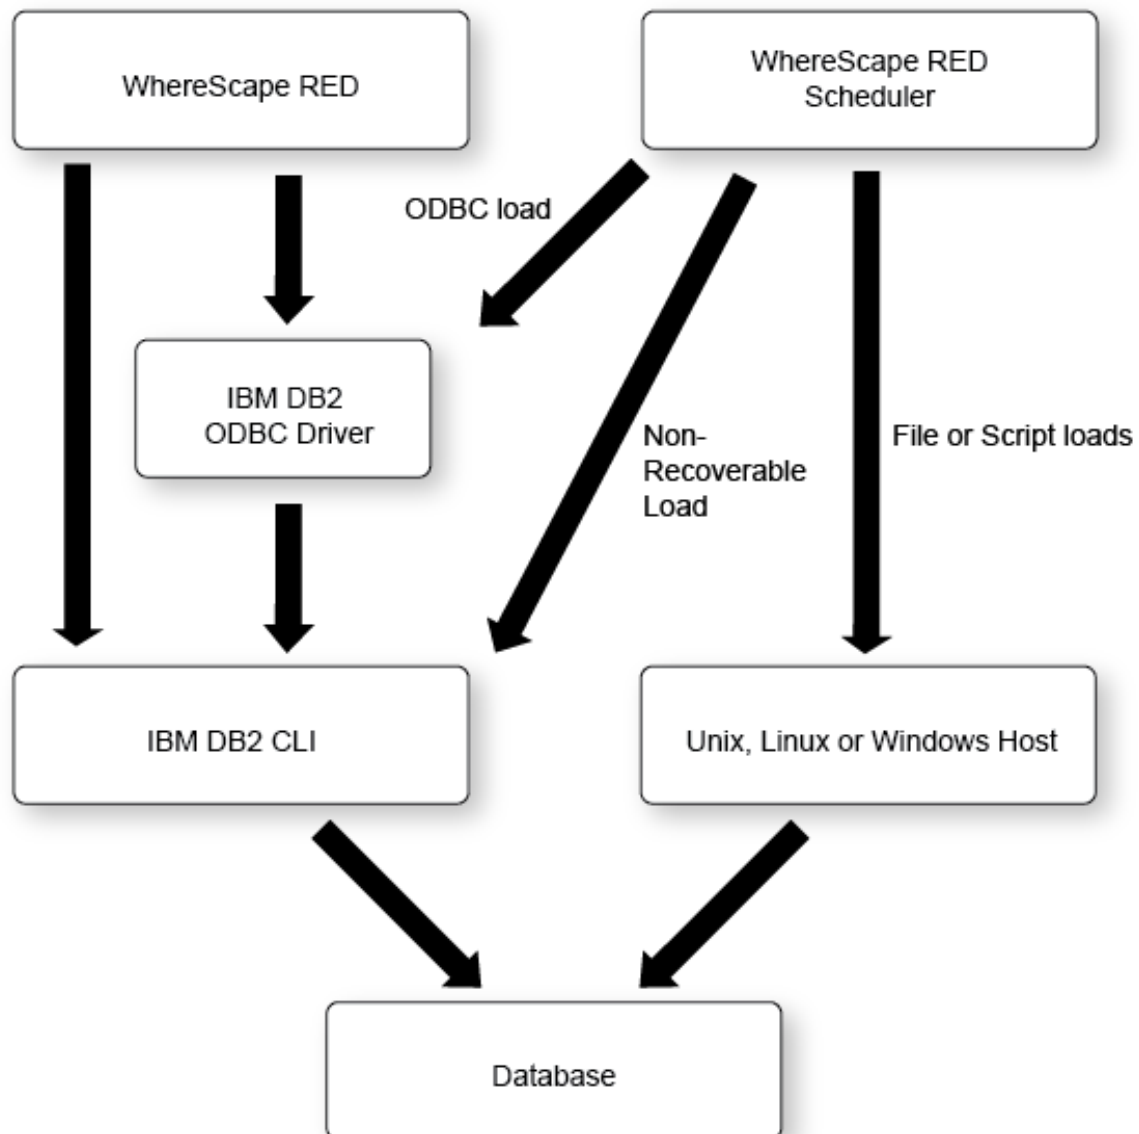 WhereScape RED
WhereScape RED
Scheduler
ODBC load
IBM DB2
ODBC Driver
Non-
Recoverable
Load
File or Script loads
IBM DB2 CLI
Unix, Linux or Windows Host
Database